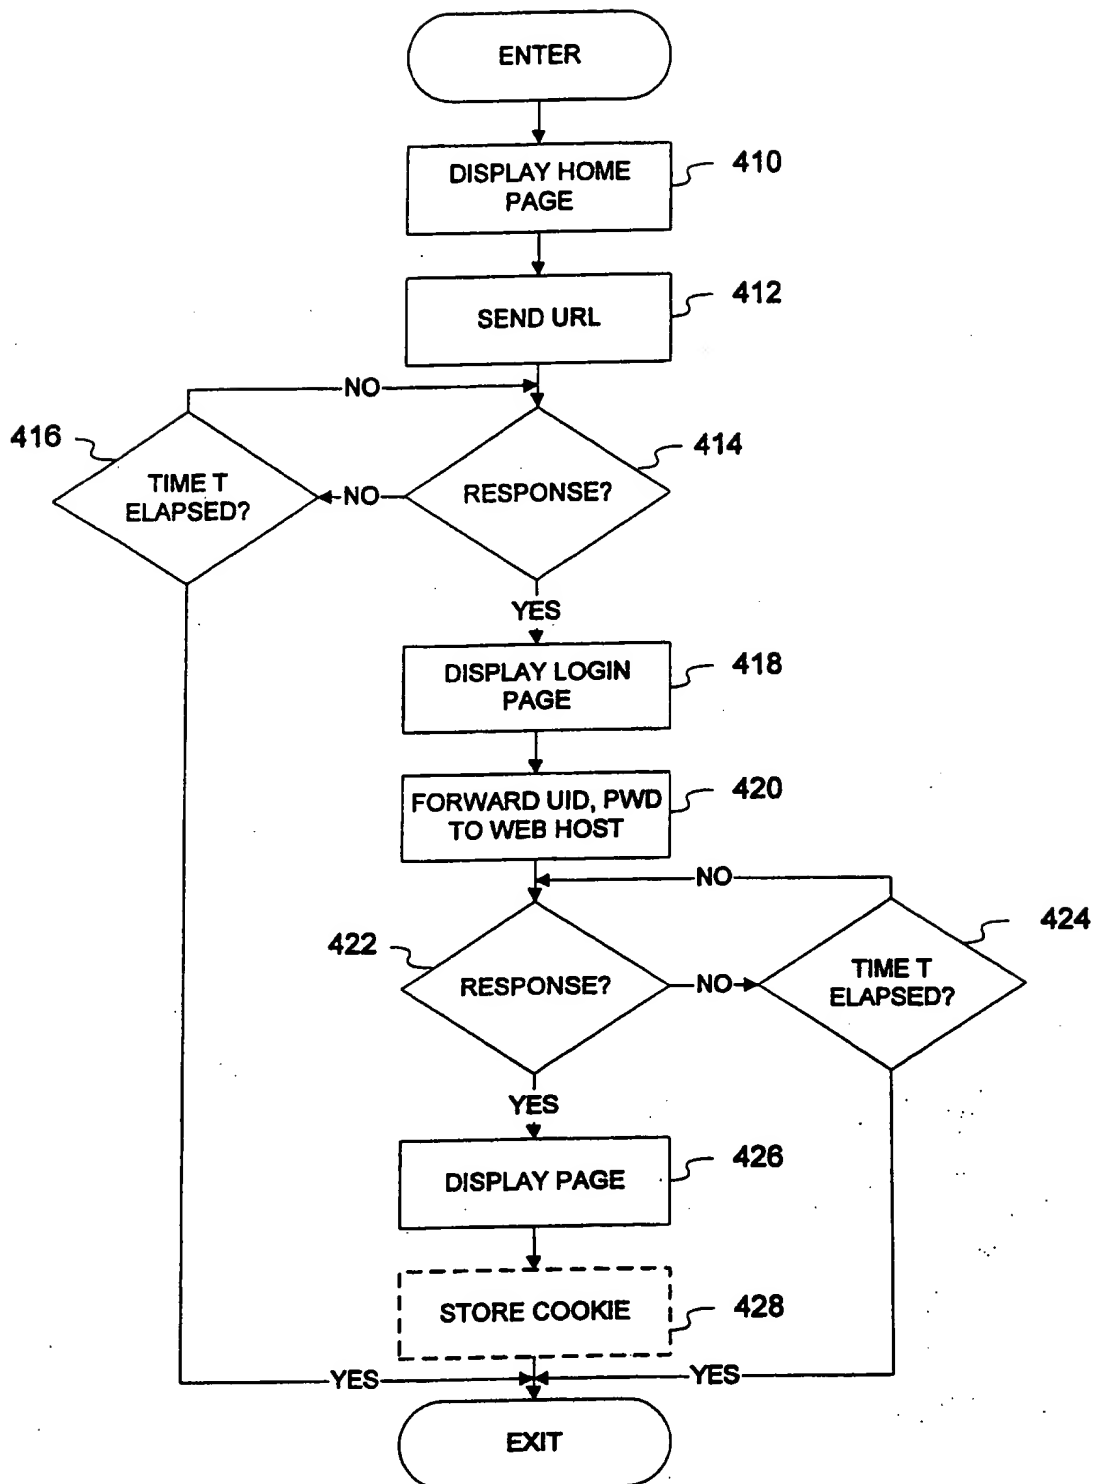 ENTER
DISPLAY HOME
PAGE
410
SEND URL
412
NO
416
TIME T
ELAPSED?
NO
RESPONSE?
414
YES
DISPLAY LOGIN
PAGE
418
FORWARD UID, PWD
TO WEB HOST
420
NO
422
RESPONSE?
NO
TIME T
ELAPSED?
424
YES
DISPLAY PAGE
426
STORE COOKIE
428
YES
YES
EXIT